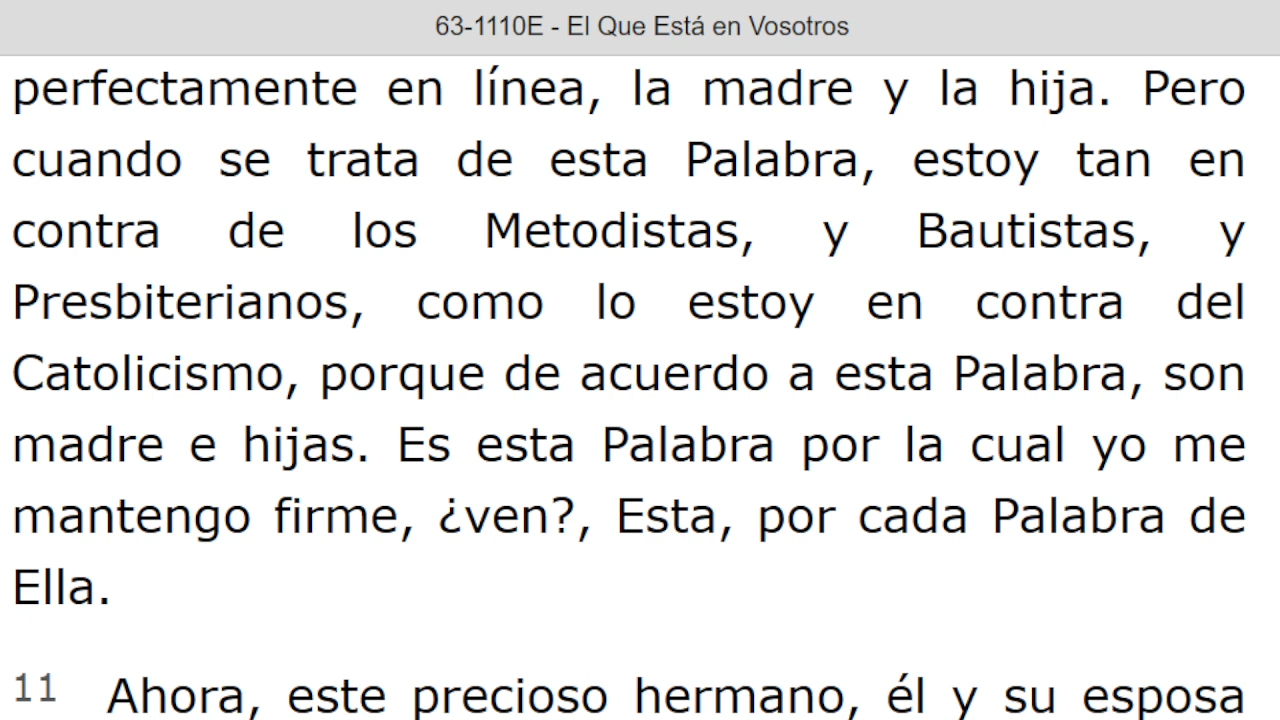 63-1110E - El Que Está en Vosotros
perfectamente en línea, la madre y la hija. Pero
cuando se trata de esta Palabra, estoy tan en
contra de los Metodistas, y Bautistas, y
Presbiterianos, como lo estoy en contra del
Catolicismo, porque de acuerdo a esta Palabra, son
madre e hijas. Es esta Palabra por la cual yo me
mantengo firme, ¿ven?, Esta, por cada Palabra de
Ella.
11 Ahora, este precioso hermano, él y su esposa